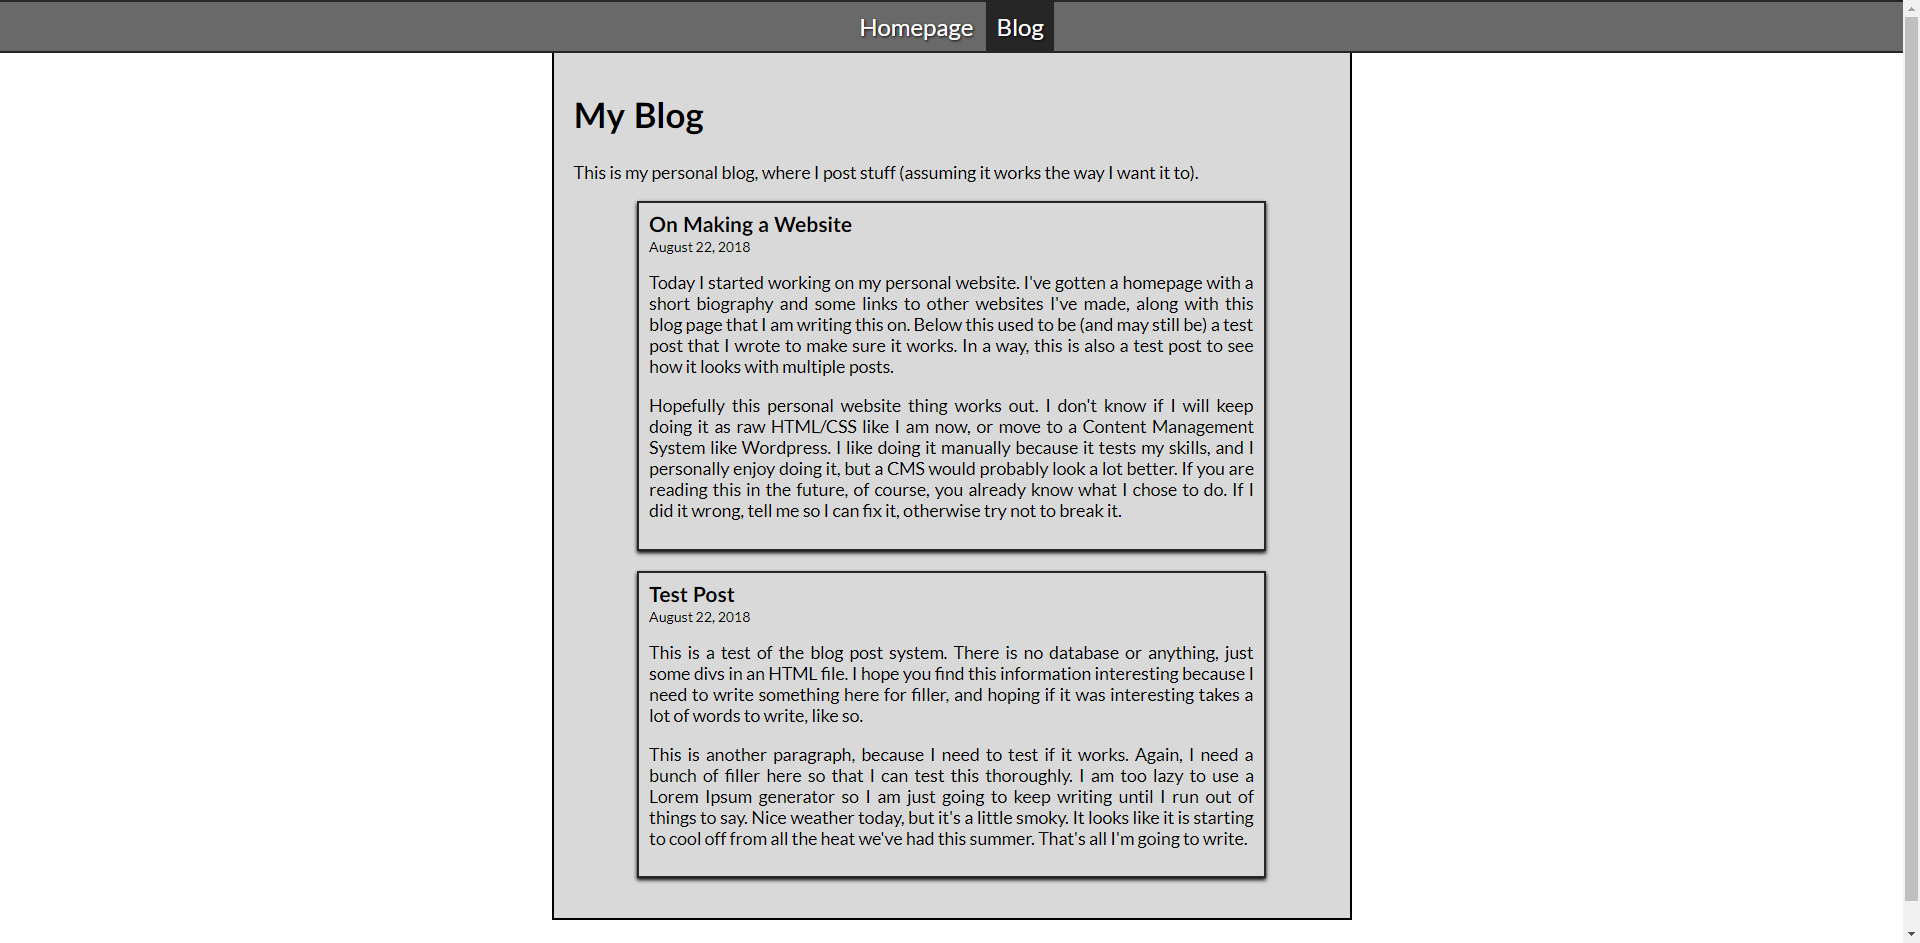 Homepage Blog
My Blog
This is my personal blog, where I post stuff (assuming it works the way I want it to).
On Making a Website
August 22, 2018
Today I started working on my personal website. I've gotten a homepage with a
short biography and some links to other websites I've made, along with this
blog page that I am writing this on. Below this used to be (and may still be) a test
post that I wrote to make sure it works. In a way, this is also a test post to see
how it looks with multiple posts.
Hopefully this personal website thing works out. I don't know if I will keep
doing it as raw HTML/CSS like I am now, or move to a Content Management
System like Wordpress. I like doing it manually because it tests my skills, and I
personally enjoy doing it, but a CMS would probably look a lot better. If you are
reading this in the future, of course, you already know what I chose to do. If I
did it wrong, tell me so I can fix it, otherwise try not to break it.
Test Post
August 22, 2018
This is a test of the blog post system. There is no database or anything, just
some divs in an HTML file. I hope you find this information interesting because I
need to write something here for filler, and hoping if it was interesting takes a
lot of words to write, like so.
This is another paragraph, because I need to test if it works. Again, I need a
bunch of filler here so that I can test this thoroughly. I am too lazy to use a
Lorem Ipsum generator so I am just going to keep writing until I run out of
things to say. Nice weather today, but it's a little smoky. It looks like it is starting
to cool off from all the heat we've had this summer. That's all I'm going to write.